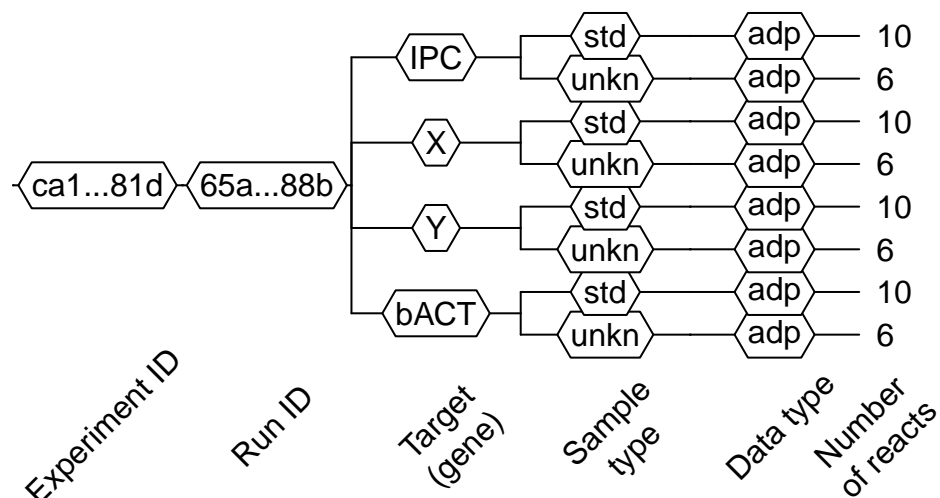 std adp 10
IPC
unkn adp 6
std adp 10
X
unkn adp 6
ca1...81d 65a...88b
std adp 10
Y
unkn adp 6
std adp 10
bACT
unkn adp 6
Experiment ID
Run ID
Target
(gene)
Sample
type
Data type
Number
of reacts